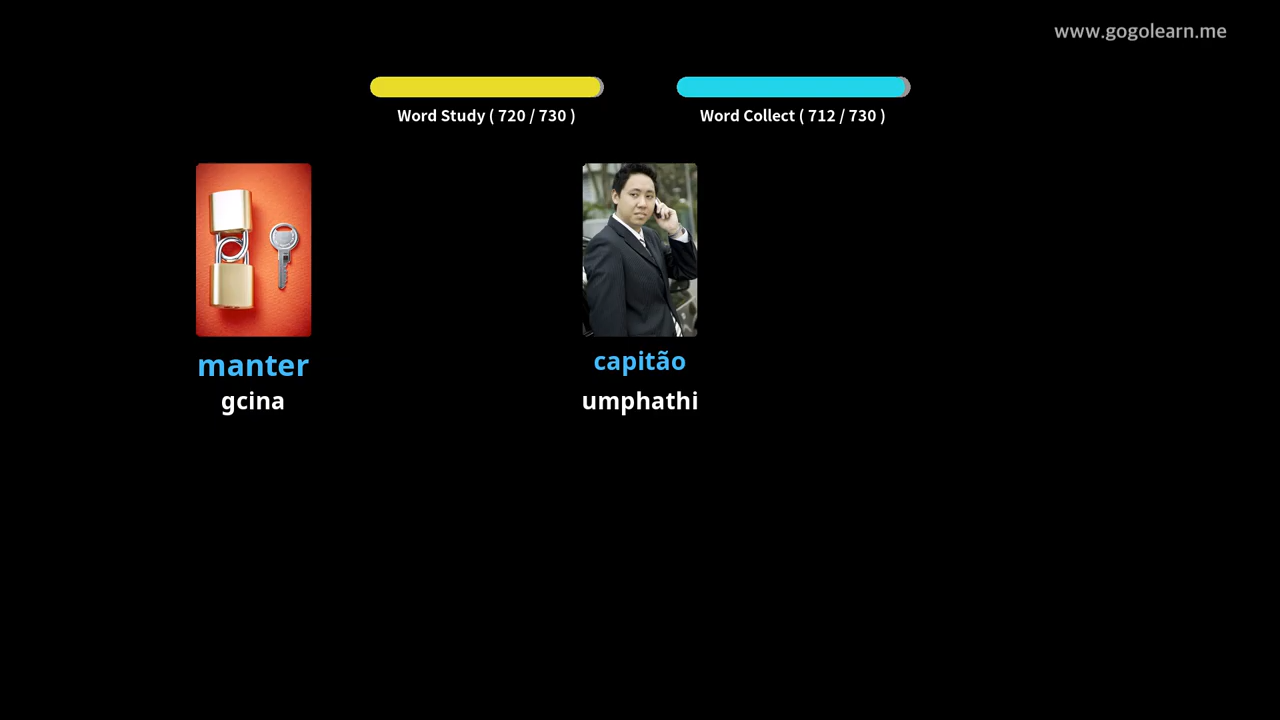 www.gogolearn.me
Word Study ( 720 / 730 )
Word Collect ( 712 / 730 )
manter
gcina
capitão
umphathi